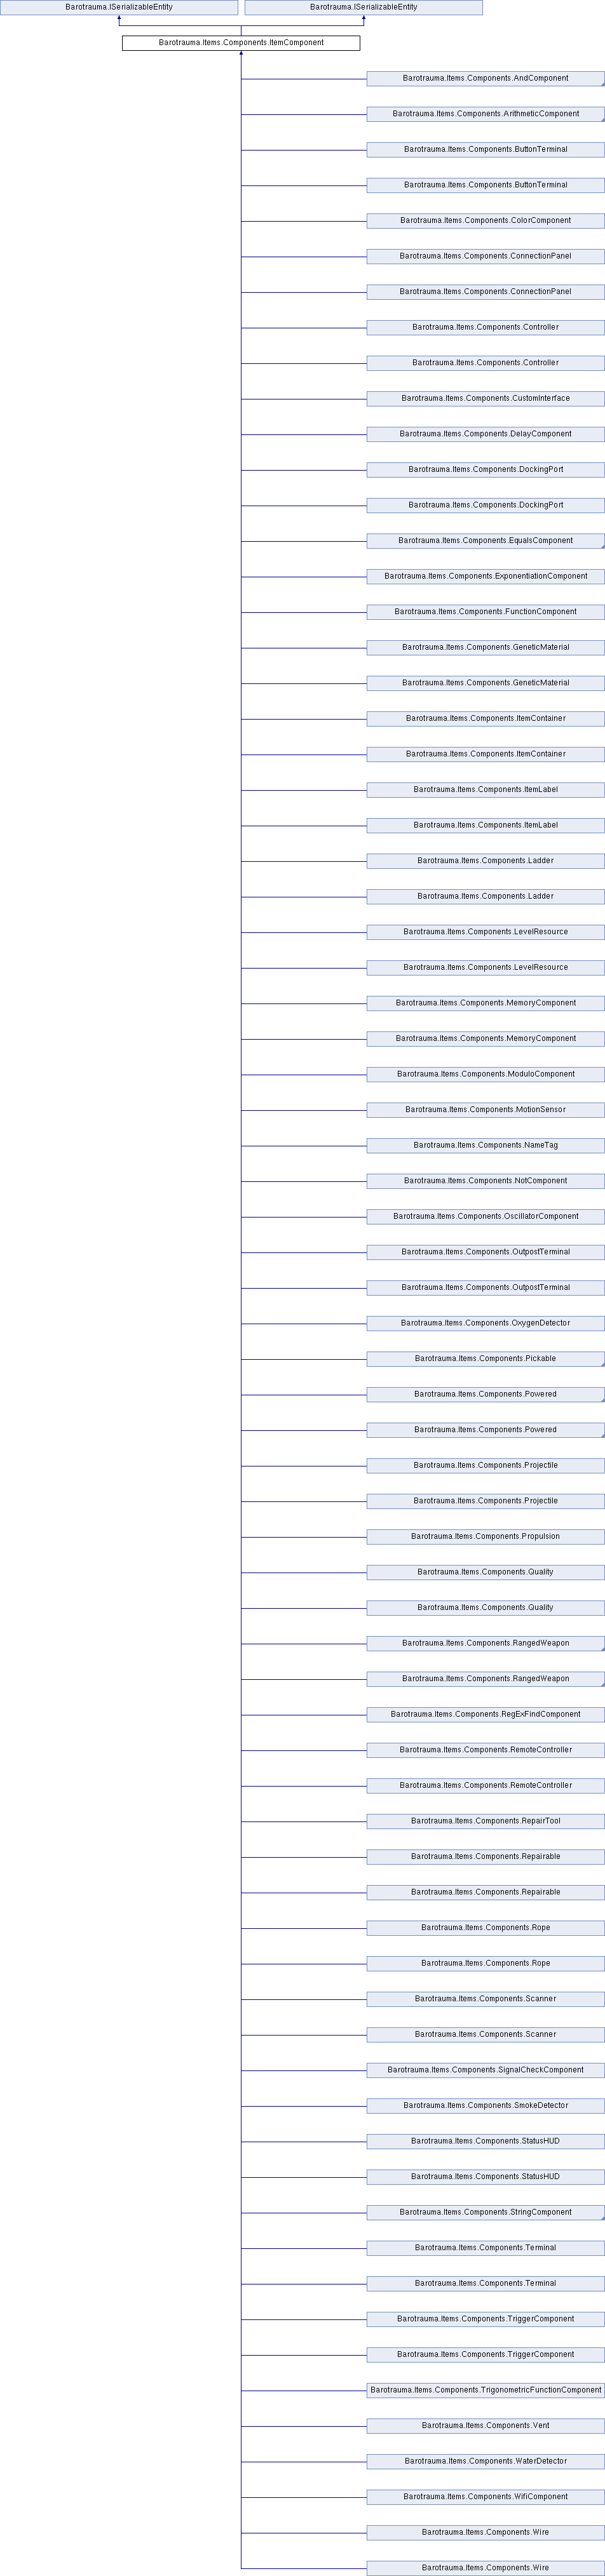 Barotrauma.ISerializableEntity
Barotrauma.ISerializableEntity
Barotrauma.Items.Components.ItemComponent
Barotrauma.Items.Components.AndComponent
Barotrauma.Items.Components.ArithmeticComponent
Barotrauma.Items.Components.ButtonTerminal
Barotrauma.Items.Components.ButtonTerminal
Barotrauma.Items.Components.ColorComponent
Barotrauma.Items.Components.ConnectionPanel
Barotrauma.Items.Components.ConnectionPanel
Barotrauma.Items.Components.Controller
Barotrauma.Items.Components.Controller
Barotrauma.Items.Components.CustomInterface
Barotrauma.Items.Components.DelayComponent
Barotrauma.Items.Components.DockingPort
Barotrauma.Items.Components.DockingPort
Barotrauma.Items.Components.EqualsComponent
Barotrauma.Items.Components.ExponentiationComponent
Barotrauma.Items.Components.FunctionComponent
Barotrauma.Items.Components.GeneticMaterial
Barotrauma.Items.Components.GeneticMaterial
Barotrauma.Items.Components.ItemContainer
Barotrauma.Items.Components.ItemContainer
Barotrauma.Items.Components.ItemLabel
Barotrauma.Items.Components.ItemLabel
Barotrauma.Items.Components.Ladder
Barotrauma.Items.Components.Ladder
Barotrauma.Items.Components.LevelResource
Barotrauma.Items.Components.LevelResource
Barotrauma.Items.Components.MemoryComponent
Barotrauma.Items.Components.MemoryComponent
Barotrauma.Items.Components.ModuloComponent
Barotrauma.Items.Components.MotionSensor
Barotrauma.Items.Components.NameTag
Barotrauma.Items.Components.NotComponent
Barotrauma.Items.Components.OscillatorComponent
Barotrauma.Items.Components.OutpostTerminal
Barotrauma.Items.Components.OutpostTerminal
Barotrauma.Items.Components.OxygenDetector
Barotrauma.Items.Components.Pickable
Barotrauma.Items.Components.Powered
Barotrauma.Items.Components.Powered
Barotrauma.Items.Components.Projectile
Barotrauma.Items.Components.Projectile
Barotrauma.Items.Components.Propulsion
Barotrauma.Items.Components.Quality
Barotrauma.Items.Components.Quality
Barotrauma.Items.Components.RangedWeapon
Barotrauma.Items.Components.RangedWeapon
Barotrauma.Items.Components.RegExFindComponent
Barotrauma.Items.Components.RemoteController
Barotrauma.Items.Components.RemoteController
Barotrauma.Items.Components.RepairTool
Barotrauma.Items.Components.Repairable
Barotrauma.Items.Components.Repairable
Barotrauma.Items.Components.Rope
Barotrauma.Items.Components.Rope
Barotrauma.Items.Components.Scanner
Barotrauma.Items.Components.Scanner
Barotrauma.Items.Components.SignalCheckComponent
Barotrauma.Items.Components.SmokeDetector
Barotrauma.Items.Components.StatusHUD
Barotrauma.Items.Components.StatusHUD
Barotrauma.Items.Components.StringComponent
Barotrauma.Items.Components.Terminal
Barotrauma.Items.Components.Terminal
Barotrauma.Items.Components.TriggerComponent
Barotrauma.Items.Components.TriggerComponent
Barotrauma.Items.Components.TrigonometricFunctionComponent
Barotrauma.Items.Components.Vent
Barotrauma.Items.Components.WaterDetector
Barotrauma.Items.Components.WifiComponent
Barotrauma.Items.Components.Wire
Barotrauma.Items.Components.Wire